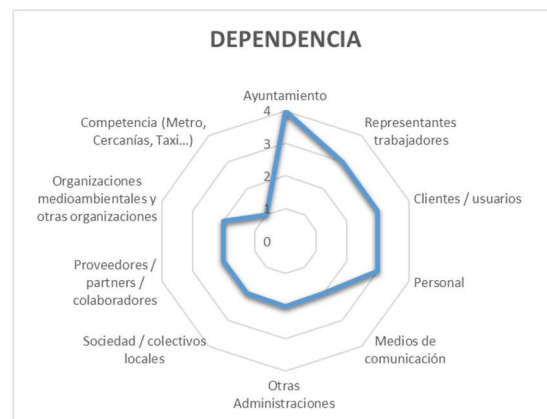 DEPENDENCIA
Ayuntamiento
Representantes
trabajadores
Clientes / usuarios
Personal
Medios de
comunicación
Otras
Administraciones
Sociedad / colectivos
locales
Proveedores /
partners /
colaboradores
Organizaciones
medioambientales y
otras organizaciones
Competencia (Metro,
Cercanías, Taxi...)
4
3
2
1
0